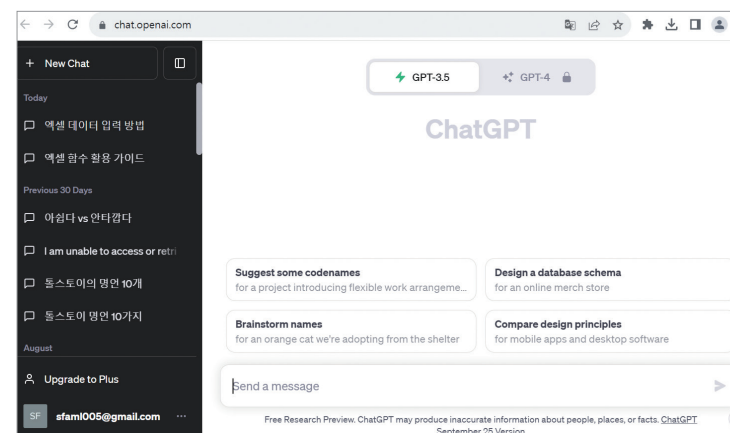 chat.openai.com
+ New Chat
Today
엑셀 데이터 입력 방법
엑셀 함수 활용 가이드
Previous 30 Days
아쉽다 vs 안타깝다
I am unable to access or retri
톨스토이의 명언 10개
톨스토이 명언 10가지
August
Upgrade to Plus
SF sfaml005@gmail.com ...
GPT-3.5
GPT-4
ChatGPT
Suggest some codenames
for a project introducing flexible work arrangeme...
Design a database schema
for an online merch store
Brainstorm names
for an orange cat we're adopting from the shelter
Compare design principles
for mobile apps and desktop software
Send a message
Free Research Preview. ChatGPT may produce inaccurate information about people, places, or facts. ChatGPT
September 25 Version